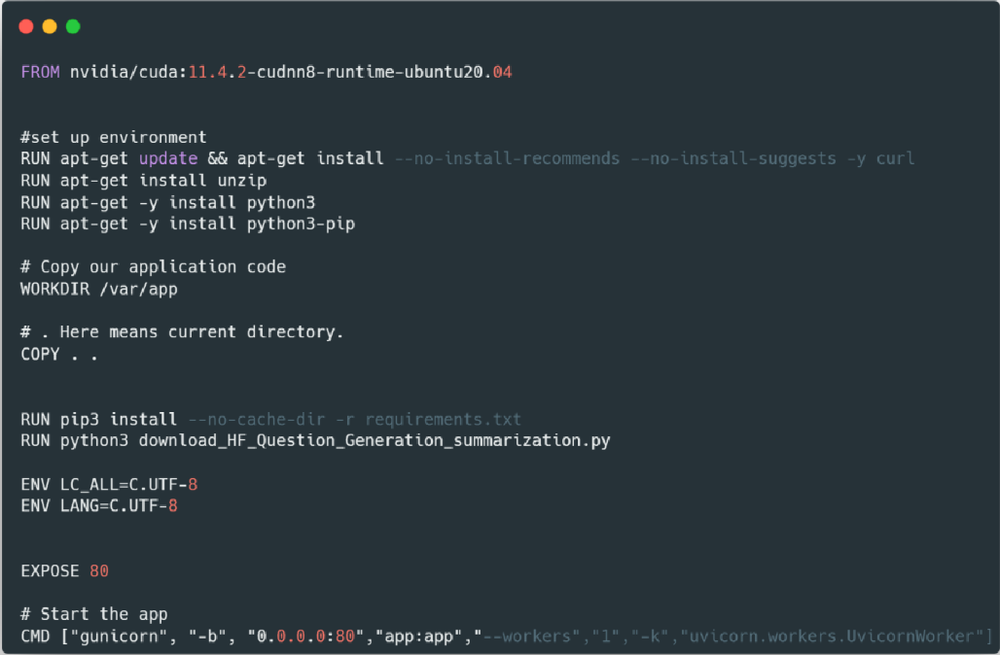 FROM nvidia/cuda:11.4.2-cudnn8-runtime-ubuntu20.04
#set up environment
RUN apt-get update && apt-get install --no-install-recommends --no-install-suggests -y curl
RUN apt-get install unzip
RUN apt-get -y install python3
RUN apt-get -y install python3-pip
# Copy our application code
WORKDIR /var/app
# . Here means current directory.
COPY . .
RUN pip3 install --no-cache-dir -r requirements.txt
RUN python3 download_HF_Question_Generation_summarization.py
ENV LC_ALL=C.UTF-8
ENV LANG=C.UTF-8
EXPOSE 80
# Start the app
CMD ["gunicorn", "-b", "0.0.0.0:80","app:app","--workers","1","-k","uvicorn.workers.UvicornWorker"]